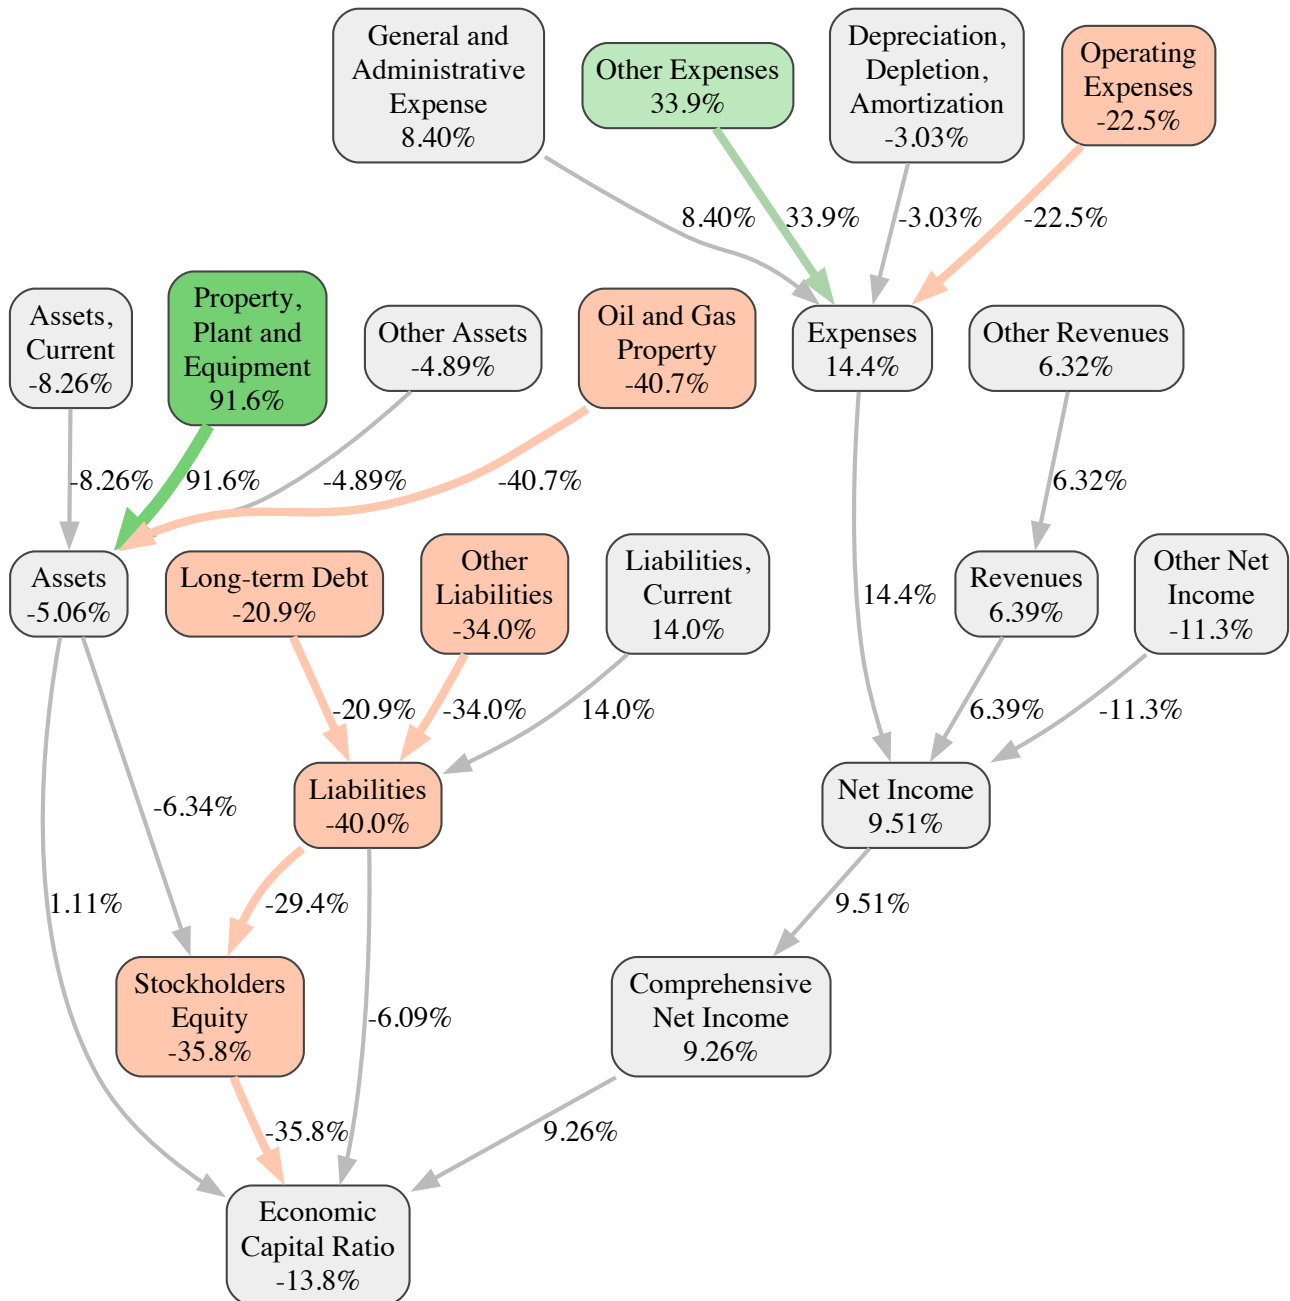 General and
Administrative
Expense
8.40%
Other Expenses
33.9%
Depreciation,
Depletion,
Amortization
-3.03%
Operating
Expenses
-22.5%
8.40%
33.9%
-3.03%
-22.5%
Assets,
Current
-8.26%
Property,
Plant and
Equipment
91.6%
Other Assets
-4.89%
Oil and Gas
Property
-40.7%
Expenses
14.4%
Other Revenues
6.32%
-8.26%
91.6%
-4.89%
-40.7%
6.32%
Assets
-5.06%
Long-term Debt
-20.9%
Other
Liabilities
-34.0%
Liabilities,
Current
14.0%
14.4%
Revenues
6.39%
Other Net
Income
-11.3%
-20.9%
-34.0%
14.0%
6.39%
-11.3%
-6.34%
Liabilities
-40.0%
Net Income
9.51%
1.11%
-29.4%
9.51%
Stockholders
Equity
-35.8%
-6.09%
Comprehensive
Net Income
9.26%
-35.8%
9.26%
Economic
Capital Ratio
-13.8%